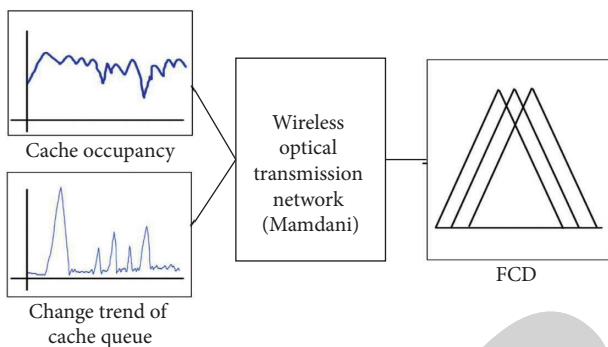 Cache occupancy
Change trend of
cache queue
Wireless
optical
transmission
network
(Mamdani)
FCD